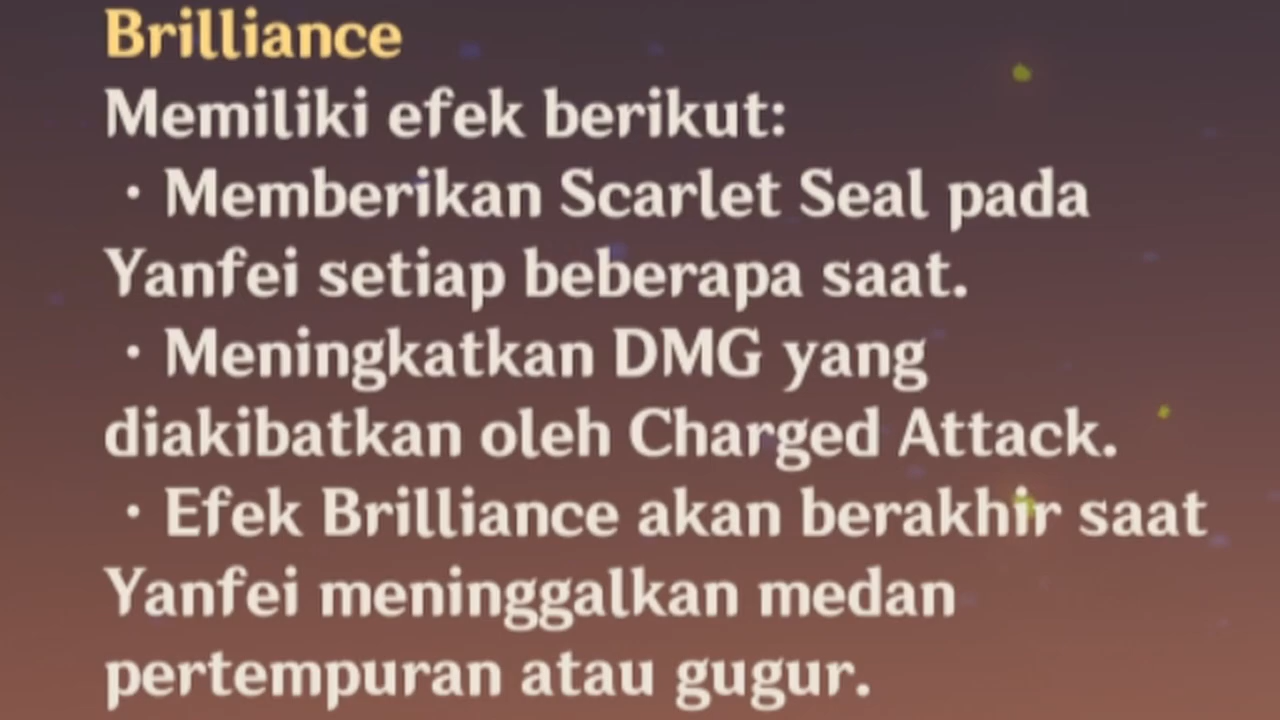 Brilliance
Memiliki efek berikut:
· Memberikan Scarlet Seal pada
Yanfei setiap beberapa saat.
· Meningkatkan DMG yang
diakibatkan oleh Charged Attack.
· Efek Brilliance akan berakhir saat
Yanfei meninggalkan medan
pertempuran atau gugur.